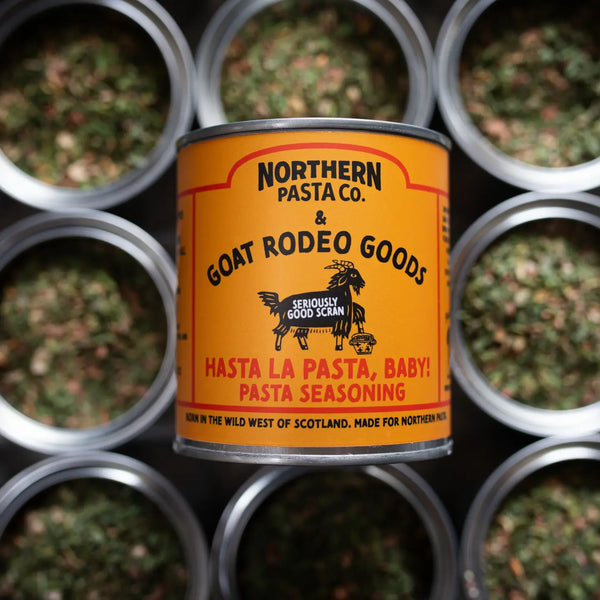 NORTHERN
PASTA CO.
&
GOAT RODEO GOODS
SERIOUSLY
GOOD SCRAN
HASTA LA PASTA, BABY!
PASTA SEASONING
BORN IN THE WILD WEST OF SCOTLAND. MADE FOR NORTHERN PASTA